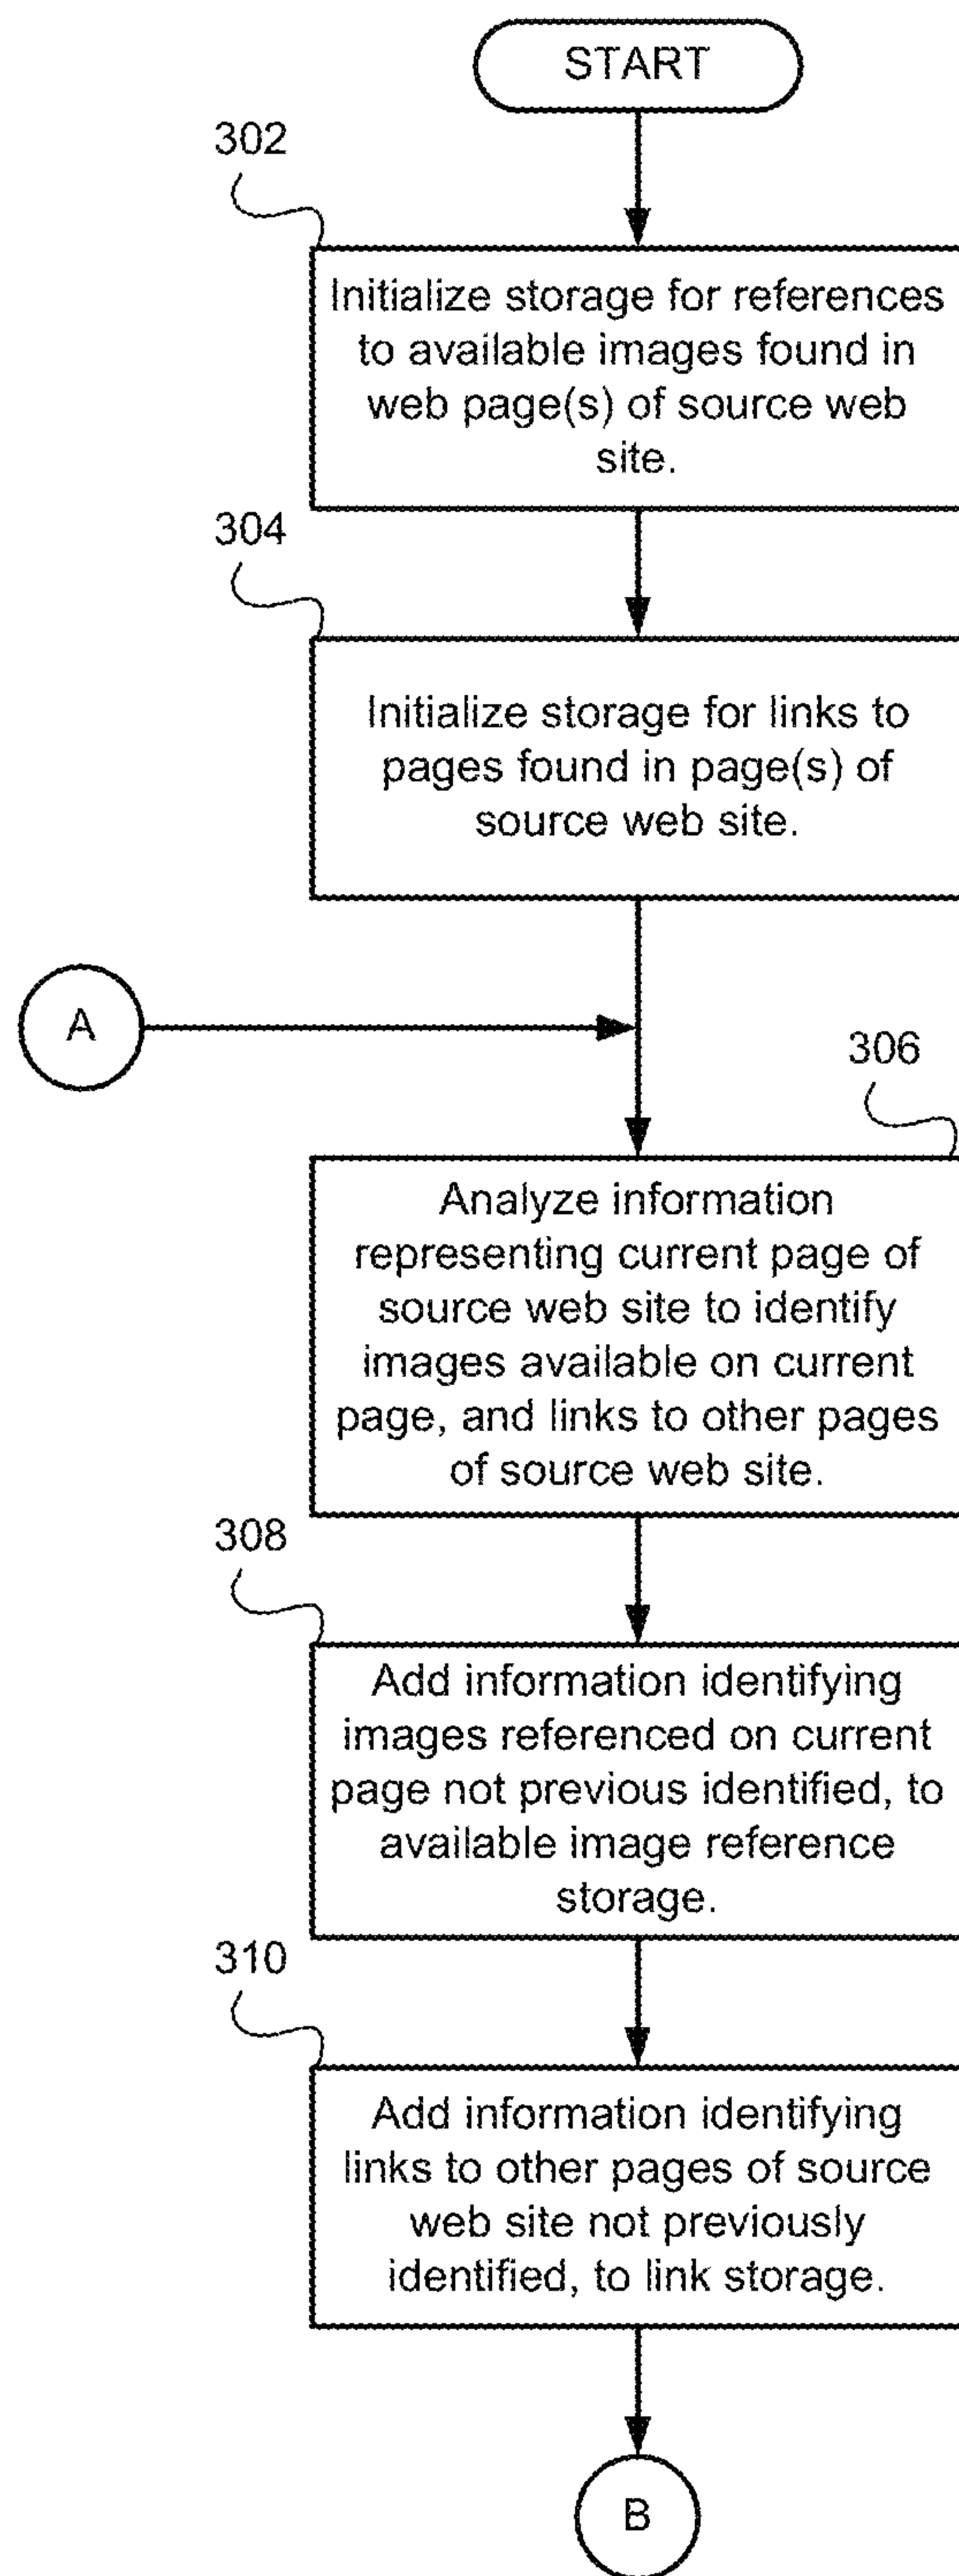 START
302
Initialize storage for references
to available images found in
web page(s) of source web
site.
304
Initialize storage for links to
pages found in page(s) of
source web site.
A
306
Analyze information
representing current page of
source web site to identify
images available on current
page, and links to other pages
of source web site.
308
Add information identifying
images referenced on current
page not previous identified, to
available image reference
storage.
310
Add information identifying
links to other pages of source
web site not previously
identified, to link storage.
B